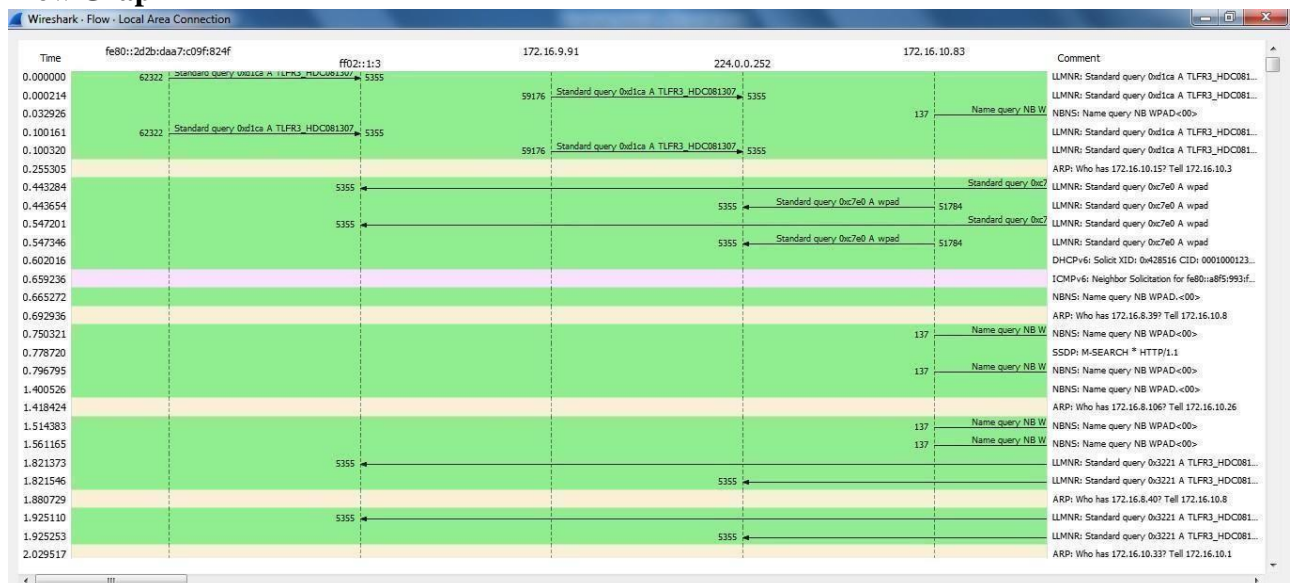 Wireshark · Flow · Local Area Connection
Time fe80::2d2b:daa7:c09f:824f ff02::1:3 172.16.9.91 224.0.0.252 172.16.10.83 Comment
0.000000 62322 Standard query 0xd1ca A TLFR3_HDC081307 5355 LLMNR: Standard query 0xd1ca A TLFR3_HDC081...
0.000214 59176 Standard query 0xd1ca A TLFR3_HDC081307 5355 LLMNR: Standard query 0xd1ca A TLFR3_HDC081...
0.032926 137 Name query NB W NBNS: Name query NB WPAD<00>
0.100161 62322 Standard query 0xd1ca A TLFR3_HDC081307 5355 LLMNR: Standard query 0xd1ca A TLFR3_HDC081...
0.100320 59176 Standard query 0xd1ca A TLFR3_HDC081307 5355 LLMNR: Standard query 0xd1ca A TLFR3_HDC081...
0.255305 ARP: Who has 172.16.10.15? Tell 172.16.10.3
0.443284 5355 Standard query 0xc7 LLMNR: Standard query 0xc7e0 A wpad
0.443654 5355 Standard query 0xc7e0 A wpad 51784 LLMNR: Standard query 0xc7e0 A wpad
0.547201 5355 Standard query 0xc7 LLMNR: Standard query 0xc7e0 A wpad
0.547346 5355 Standard query 0xc7e0 A wpad 51784 LLMNR: Standard query 0xc7e0 A wpad
0.602016 DHCPv6: Solicit XID: 0x428516 CID: 0001000123...
0.659236 ICMPv6: Neighbor Solicitation for fe80::a8f5:993:f...
0.665272 NBNS: Name query NB WPAD.<00>
0.692936 ARP: Who has 172.16.8.39? Tell 172.16.10.8
0.750321 137 Name query NB W NBNS: Name query NB WPAD<00>
0.778720 SSDP: M-SEARCH * HTTP/1.1
0.796795 137 Name query NB W NBNS: Name query NB WPAD<00>
1.400526 NBNS: Name query NB WPAD.<00>
1.418424 ARP: Who has 172.16.8.106? Tell 172.16.10.26
1.514383 137 Name query NB W NBNS: Name query NB WPAD<00>
1.561165 137 Name query NB W NBNS: Name query NB WPAD<00>
1.821373 5355 LLMNR: Standard query 0x3221 A TLFR3_HDC081...
1.821546 5355 LLMNR: Standard query 0x3221 A TLFR3_HDC081...
1.880729 ARP: Who has 172.16.8.40? Tell 172.16.10.8
1.925110 5355 LLMNR: Standard query 0x3221 A TLFR3_HDC081...
1.925253 5355 LLMNR: Standard query 0x3221 A TLFR3_HDC081...
2.029517 ARP: Who has 172.16.10.33? Tell 172.16.10.1